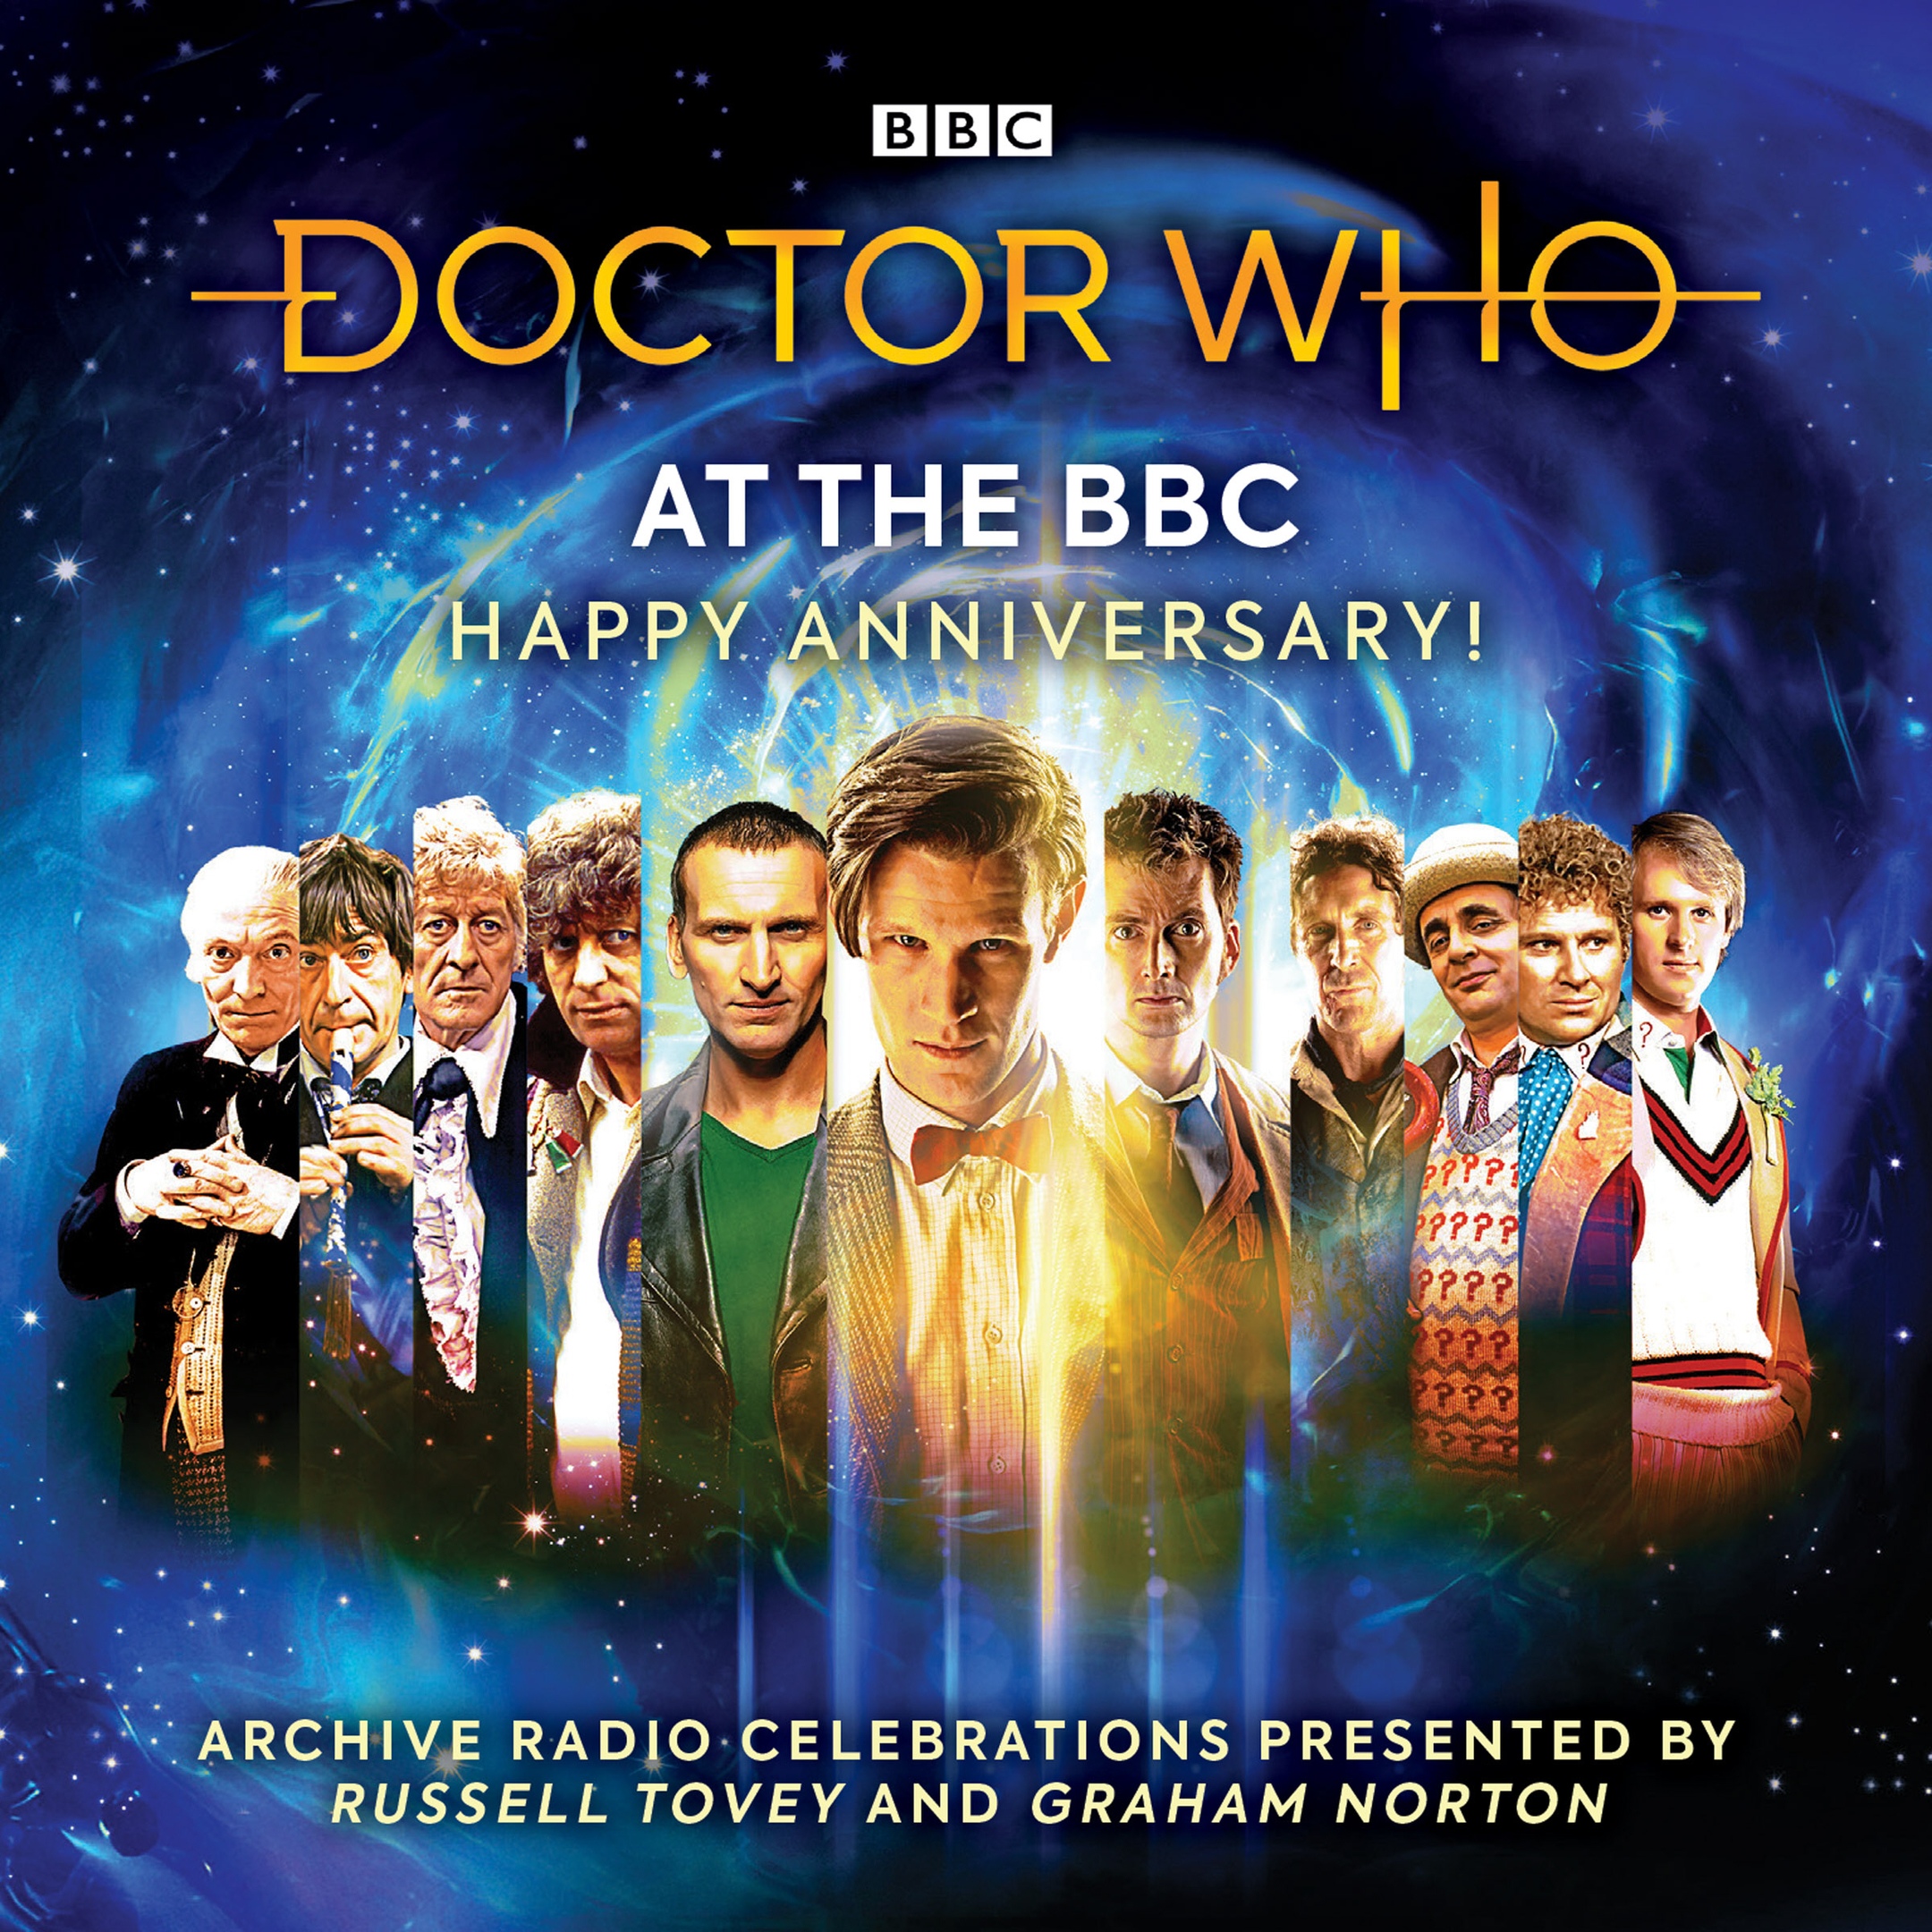 BBC
DOCTOR WHO
AT THE BBC
HAPPY ANNIVERSARY!
? ?
?????
?????
????
????
????
????
ARCHIVE RADIO CELEBRATIONS PRESENTED BY
RUSSELL TOVEY AND GRAHAM NORTON